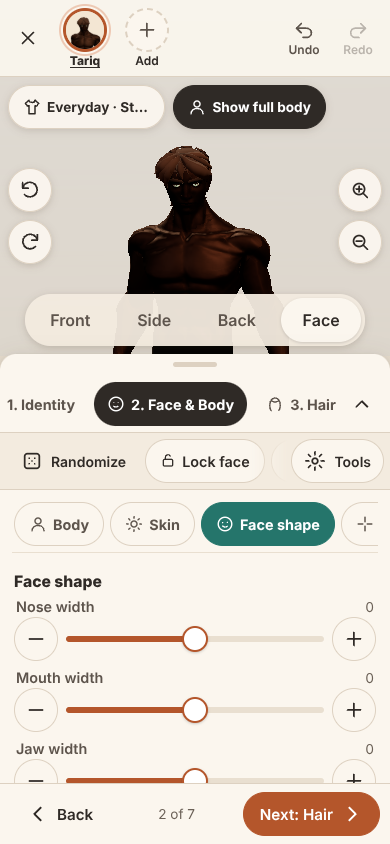 Tariq
Add
Undo
Redo
Everyday · St...
Show full body
Front
Side
Back
Face
1. Identity
2. Face & Body
3. Hair
Randomize
Lock face
Tools
Body
Skin
Face shape
Face shape
Nose width 0
Mouth width 0
Jaw width 0
Back
2 of 7
Next: Hair